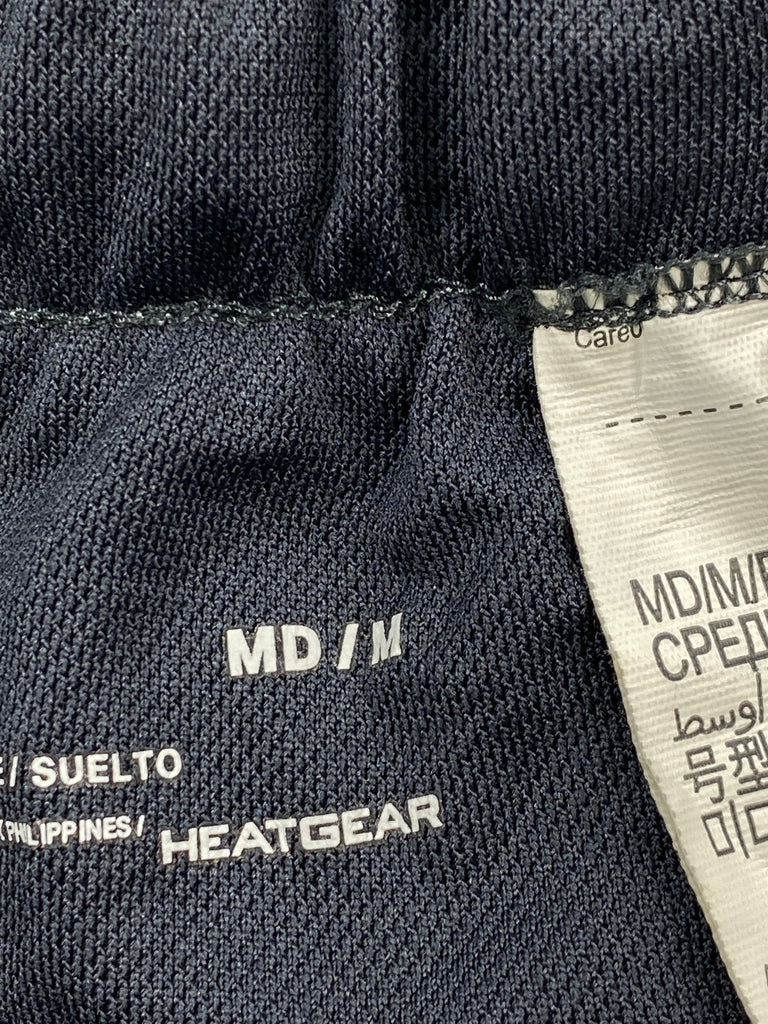 Care
MD / M
E / SUELTO
PHILIPPINES /
HEATGEAR
MD/M/
СРЕД
وسط/
号型
미디